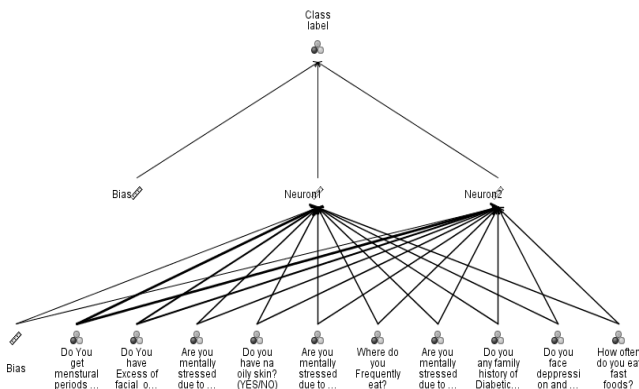 Class
label
Bias
Neuron1
Neuron2
Bias
Do You
get
menstural
periods ...
Do You
have
Excess of
facial o...
Are you
mentally
stressed
due to ...
Do you
have na
oily skin?
(YES/NO)
Are you
mentally
stressed
due to ...
Where do
you
Frequently
eat?
Are you
mentally
stressed
due to ...
Do you
any family
history of
Diabetic...
Do you
face
deppressi
on and ...
How often
do you ea
fast
foods?